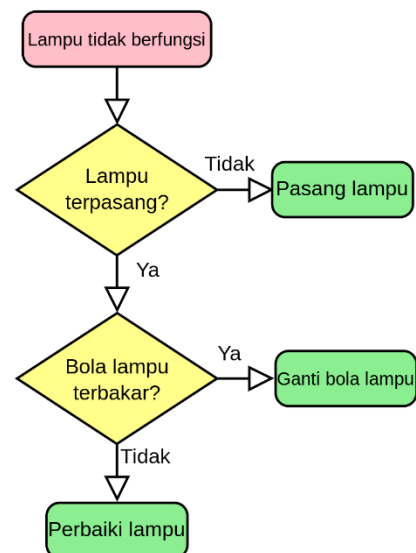 Lampu tidak berfungsi
Lampu
terpasang?
Tidak
Pasang lampu
Ya
Bola lampu
terbakar?
Ya
Ganti bola lampu
Tidak
Perbaiki lampu